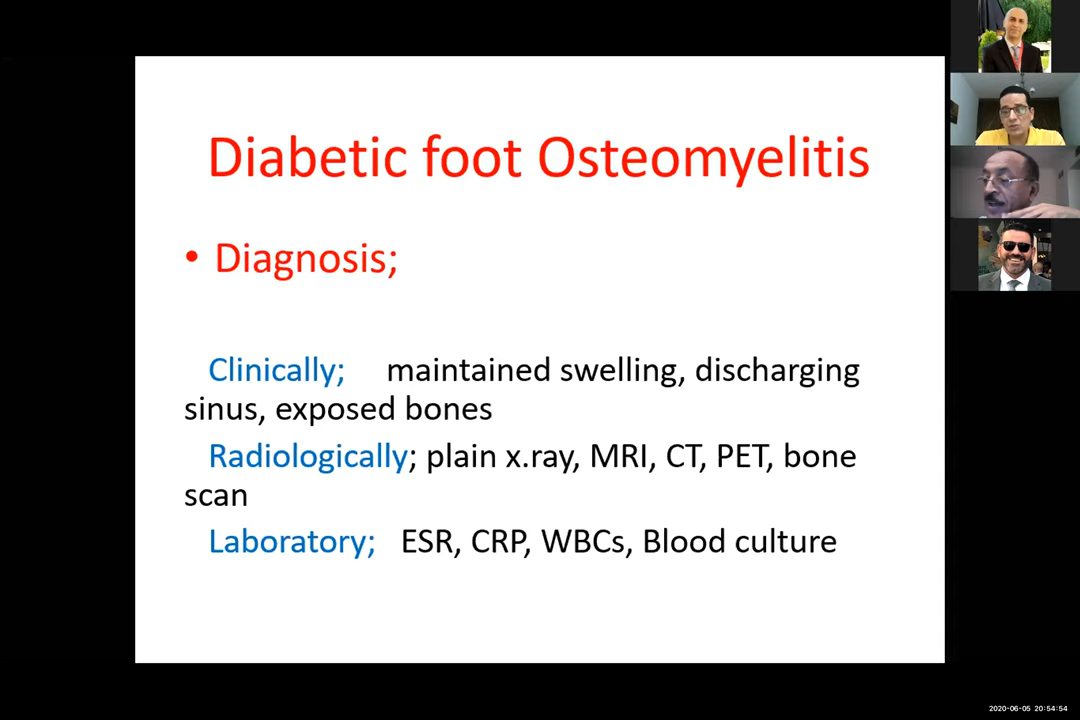 Diabetic foot Osteomyelitis
• Diagnosis;
Clinically; maintained swelling, discharging
sinus, exposed bones
Radiologically; plain x.ray, MRI, CT, PET, bone
scan
Laboratory; ESR, CRP, WBCs, Blood culture
2020-06-05 20:54:54